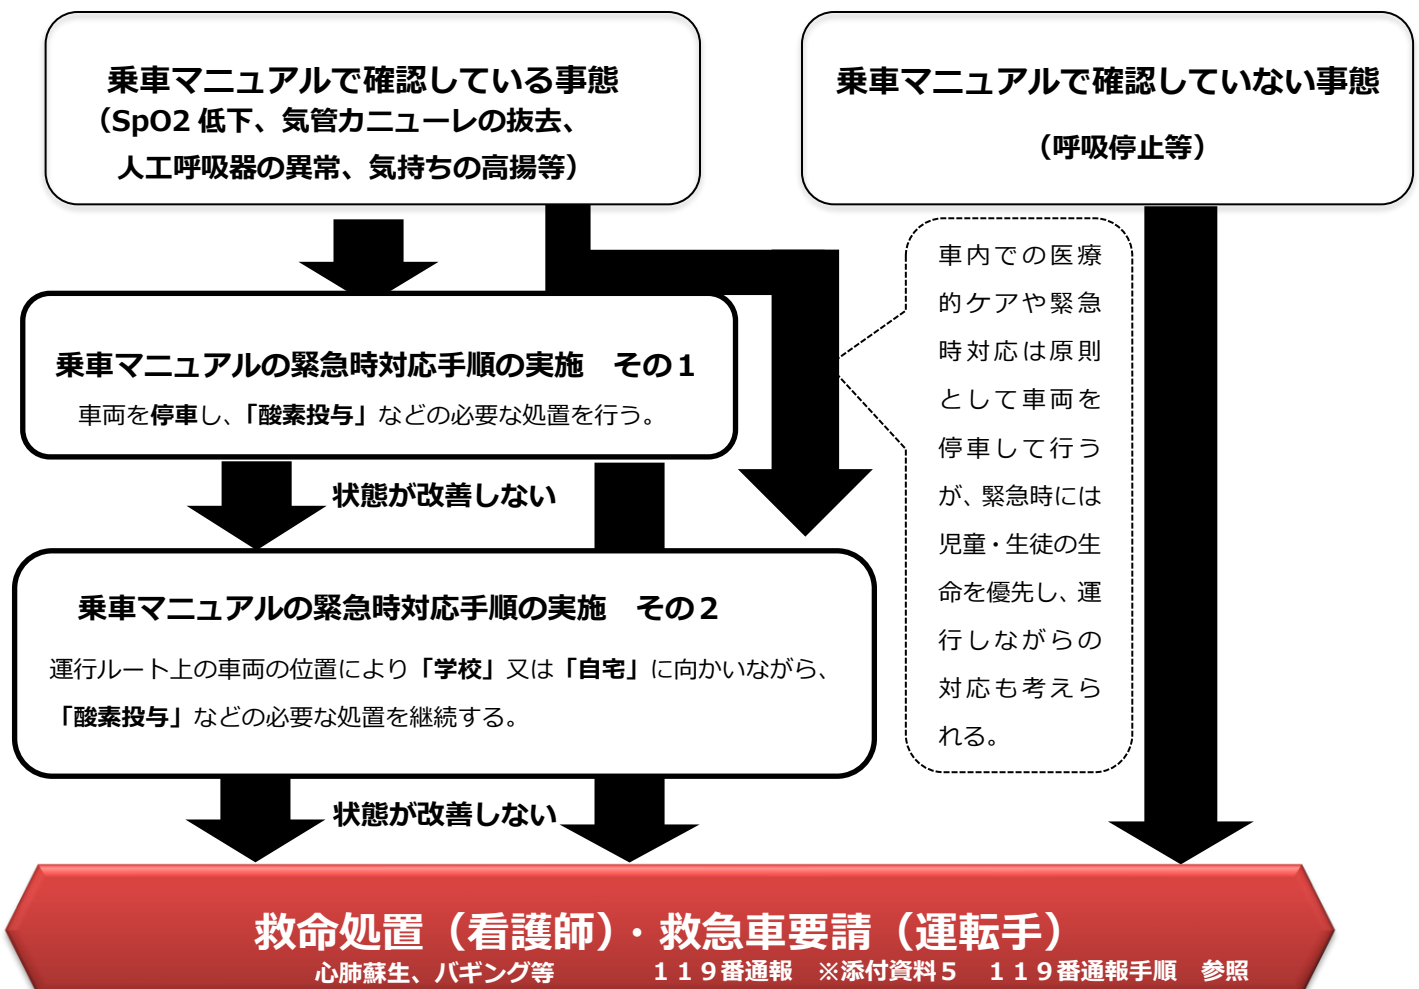 乗車マニュアルで確認している事態
（SpO2 低下、気管カニューレの抜去、
人工呼吸器の異常、気持ちの高揚等）
乗車マニュアルで確認していない事態
（呼吸停止等）
車内での医療
的ケアや緊急
時対応は原則
として車両を
停車して行う
が、緊急時には
児童・生徒の生
命を優先し、運
行しながらの
対応も考えら
れる。
乗車マニュアルの緊急時対応手順の実施　その１
車両を停車し、「酸素投与」などの必要な処置を行う。
状態が改善しない
乗車マニュアルの緊急時対応手順の実施　その２
運行ルート上の車両の位置により「学校」又は「自宅」に向かいながら、
「酸素投与」などの必要な処置を継続する。
状態が改善しない
救命処置（看護師）・救急車要請（運転手）
心肺蘇生、バギング等　　　　１１９番通報　※添付資料５　１１９番通報手順　参照